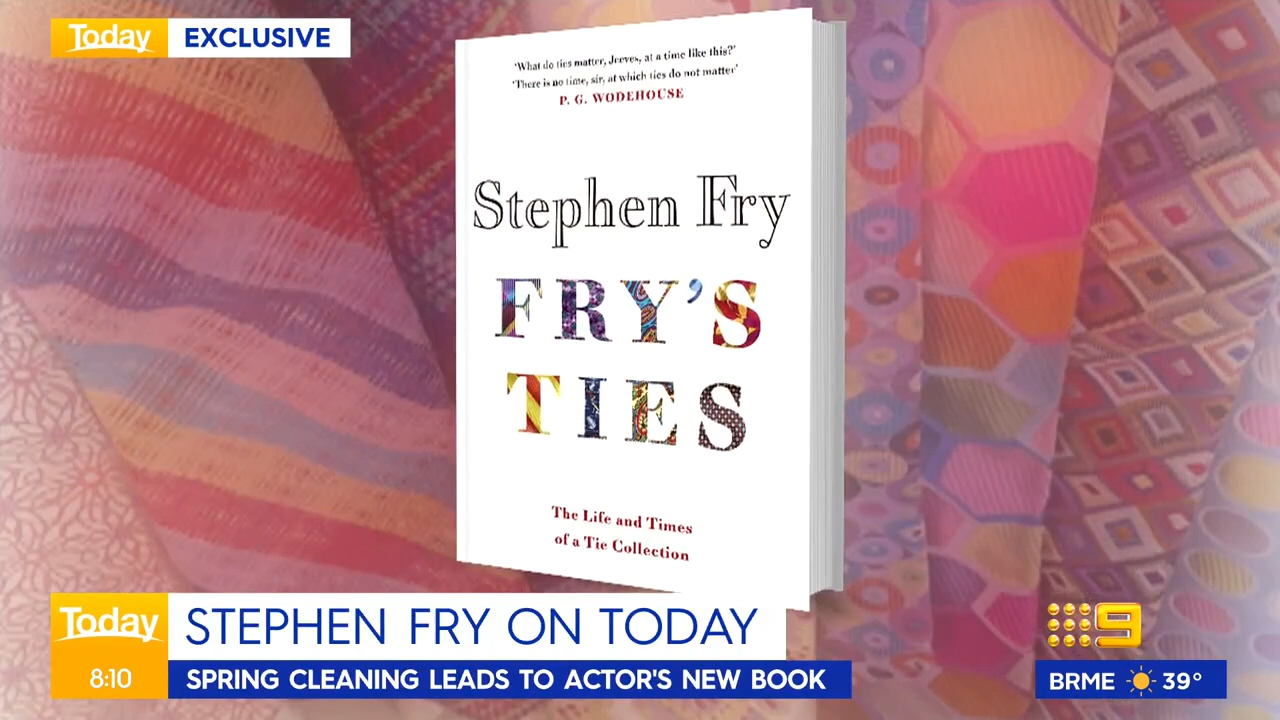 Today EXCLUSIVE
'What do ties matter, Jeeves, at a time like this?'
'There is no time, sir, at which ties do not matter'
P. G. WODEHOUSE
Stephen Fry
FRY'S
TIES
The Life and Times
of a Tie Collection
Today STEPHEN FRY ON TODAY
8:10 SPRING CLEANING LEADS TO ACTOR'S NEW BOOK
9
BRME 39°